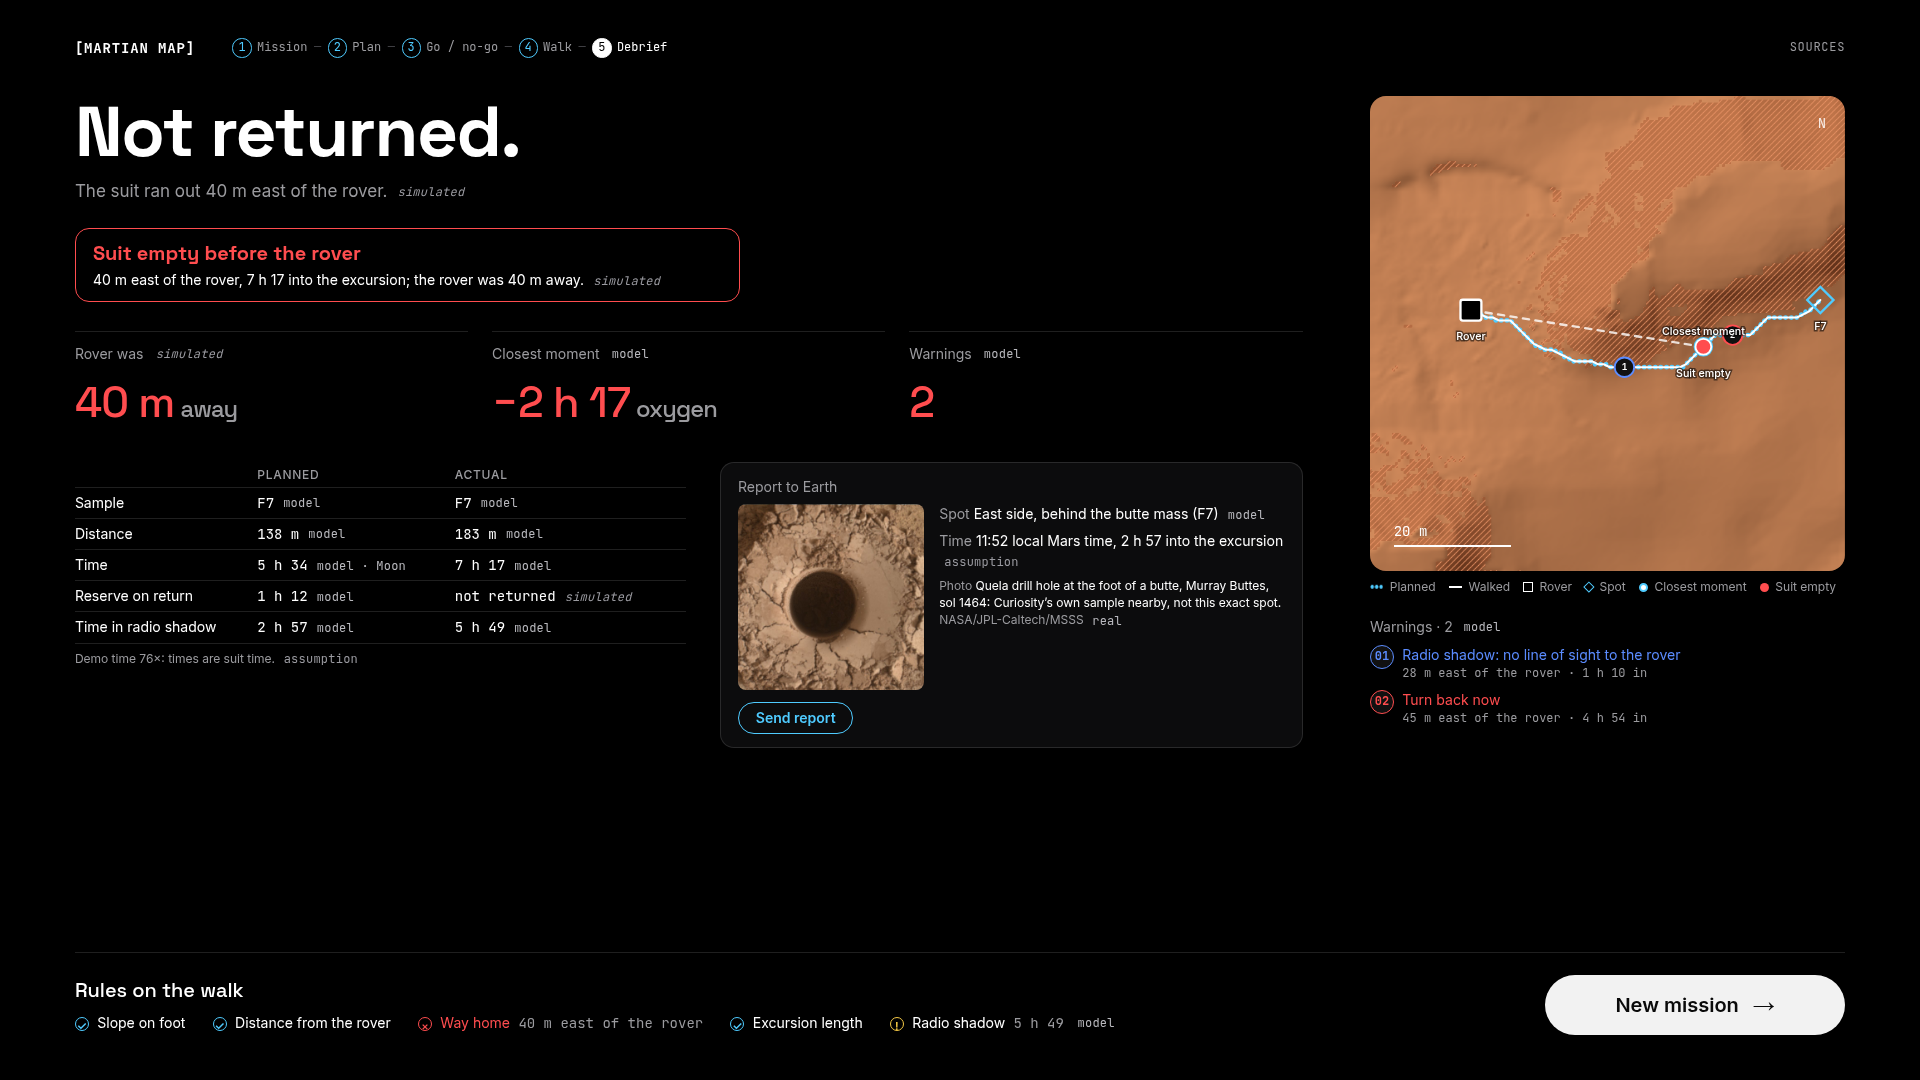 [MARTIAN MAP] 1 Mission – 2 Plan – 3 Go / no-go – 4 Walk – 5 Debrief SOURCES
Not returned.
The suit ran out 40 m east of the rover. simulated
Suit empty before the rover
40 m east of the rover, 7 h 17 into the excursion; the rover was 40 m away. simulated
Rover was simulated
40 m away
Closest moment model
−2 h 17 oxygen
Warnings model
2
PLANNED ACTUAL
Sample F7 model F7 model
Distance 138 m model 183 m model
Time 5 h 34 model · Moon 7 h 17 model
Reserve on return 1 h 12 model not returned simulated
Time in radio shadow 2 h 57 model 5 h 49 model
Demo time 76×: times are suit time. assumption
Report to Earth
Spot East side, behind the butte mass (F7) model
Time 11:52 local Mars time, 2 h 57 into the excursion
assumption
Photo Quela drill hole at the foot of a butte, Murray Buttes,
sol 1464: Curiosity’s own sample nearby, not this exact spot.
NASA/JPL-Caltech/MSSS real
Send report
N
Rover
Closest moment
2
F7
1
Suit empty
20 m
Planned Walked Rover Spot Closest moment Suit empty
Warnings · 2 model
01 Radio shadow: no line of sight to the rover
28 m east of the rover · 1 h 10 in
02 Turn back now
45 m east of the rover · 4 h 54 in
Rules on the walk
Slope on foot Distance from the rover Way home 40 m east of the rover Excursion length Radio shadow 5 h 49 model
New mission →